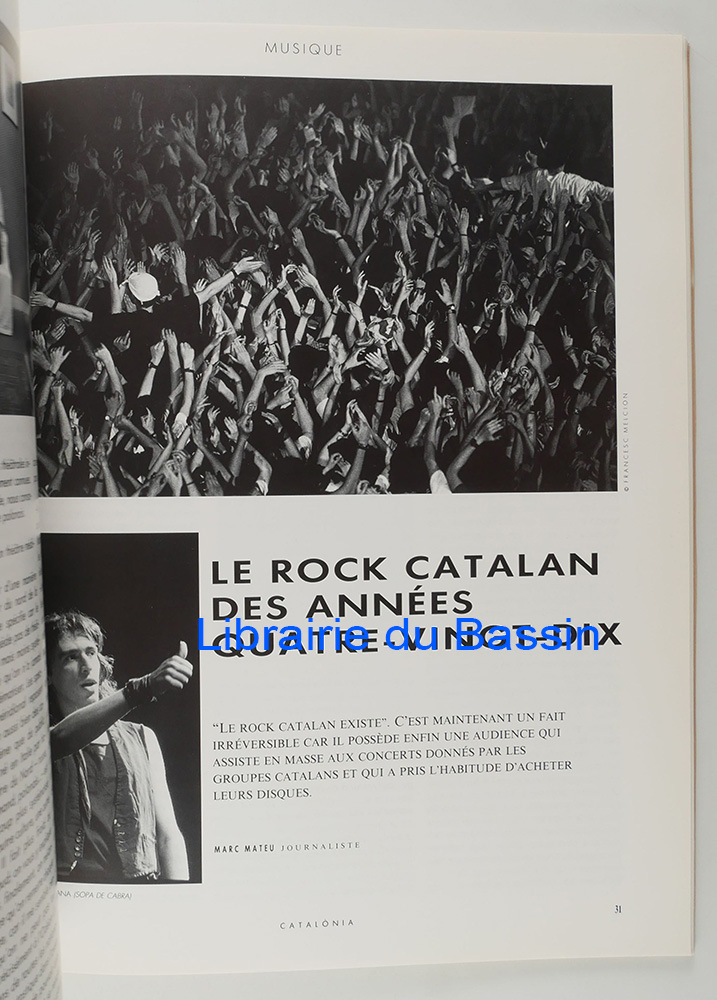 MUSIQUE
© FRANCESC MELCION
LE ROCK CATALAN
DES ANNÉES
QUATRE-VINGT-DIX
Librairie du Bassin
“LE ROCK CATALAN EXISTE”. C’EST MAINTENANT UN FAIT
IRRÉVERSIBLE CAR IL POSSÈDE ENFIN UNE AUDIENCE QUI
ASSISTE EN MASSE AUX CONCERTS DONNÉS PAR LES
GROUPES CATALANS ET QUI A PRIS L’HABITUDE D’ACHETER
LEURS DISQUES.
MARC MATEU JOURNALISTE
ANA (SOPA DE CABRA)
CATALÒNIA
31